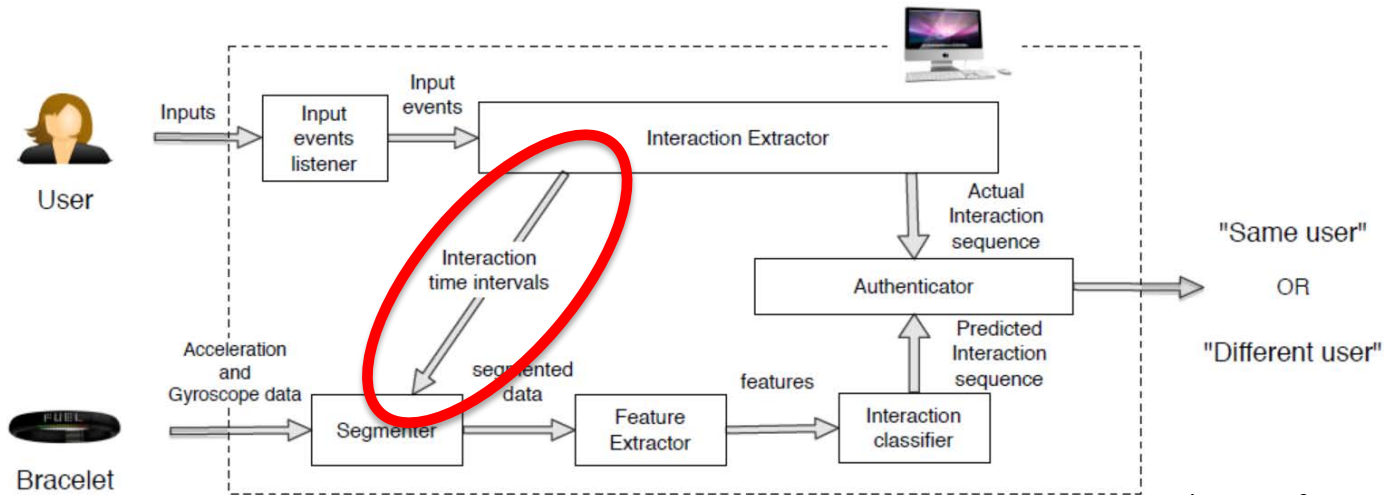 Inputs
Input
events
listener
Input
events
Interaction Extractor
User
Actual
Interaction
sequence
Interaction
time intervals
"Same user"
Authenticator
OR
Predicted
Interaction
sequence
"Different user"
Acceleration
and
Gyroscope data
segmented
data
features
FUEL
Segmenter
Feature
Extractor
Interaction
classifier
Bracelet